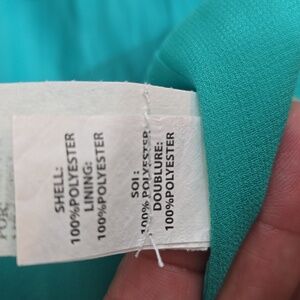 SHELL:
100%POLYESTER
LINING:
100%POLYESTER
SOI :
100% POLYESTER
DOUBLURE:
100%POLYESTER